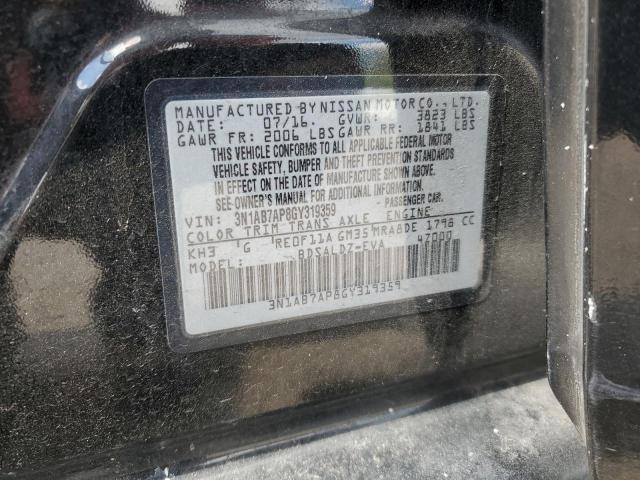 MANUFACTURED BY NISSAN MOTOR CO., LTD.
DATE: 07/16 GVWR: 3823 LBS
GAWR FR: 2006 LBS GAWR RR: 1841 LBS
THIS VEHICLE CONFORMS TO ALL APPLICABLE FEDERAL MOTOR
VEHICLE SAFETY, BUMPER AND THEFT PREVENTION STANDARDS
IN EFFECT ON THE DATE OF MANUFACTURE SHOWN ABOVE.
SEE OWNER'S MANUAL FOR ADDITIONAL INFORMATION.
VIN: 3N1AB7AP8GY319359 PASSENGER CAR
COLOR TRIM TRANS AXLE ENGINE
KH3 G RE0F11A GM35 MRA8DE 1798 CC
MODEL: BDSALDZ-EVA 47000
3N1AB7AP8GY319359